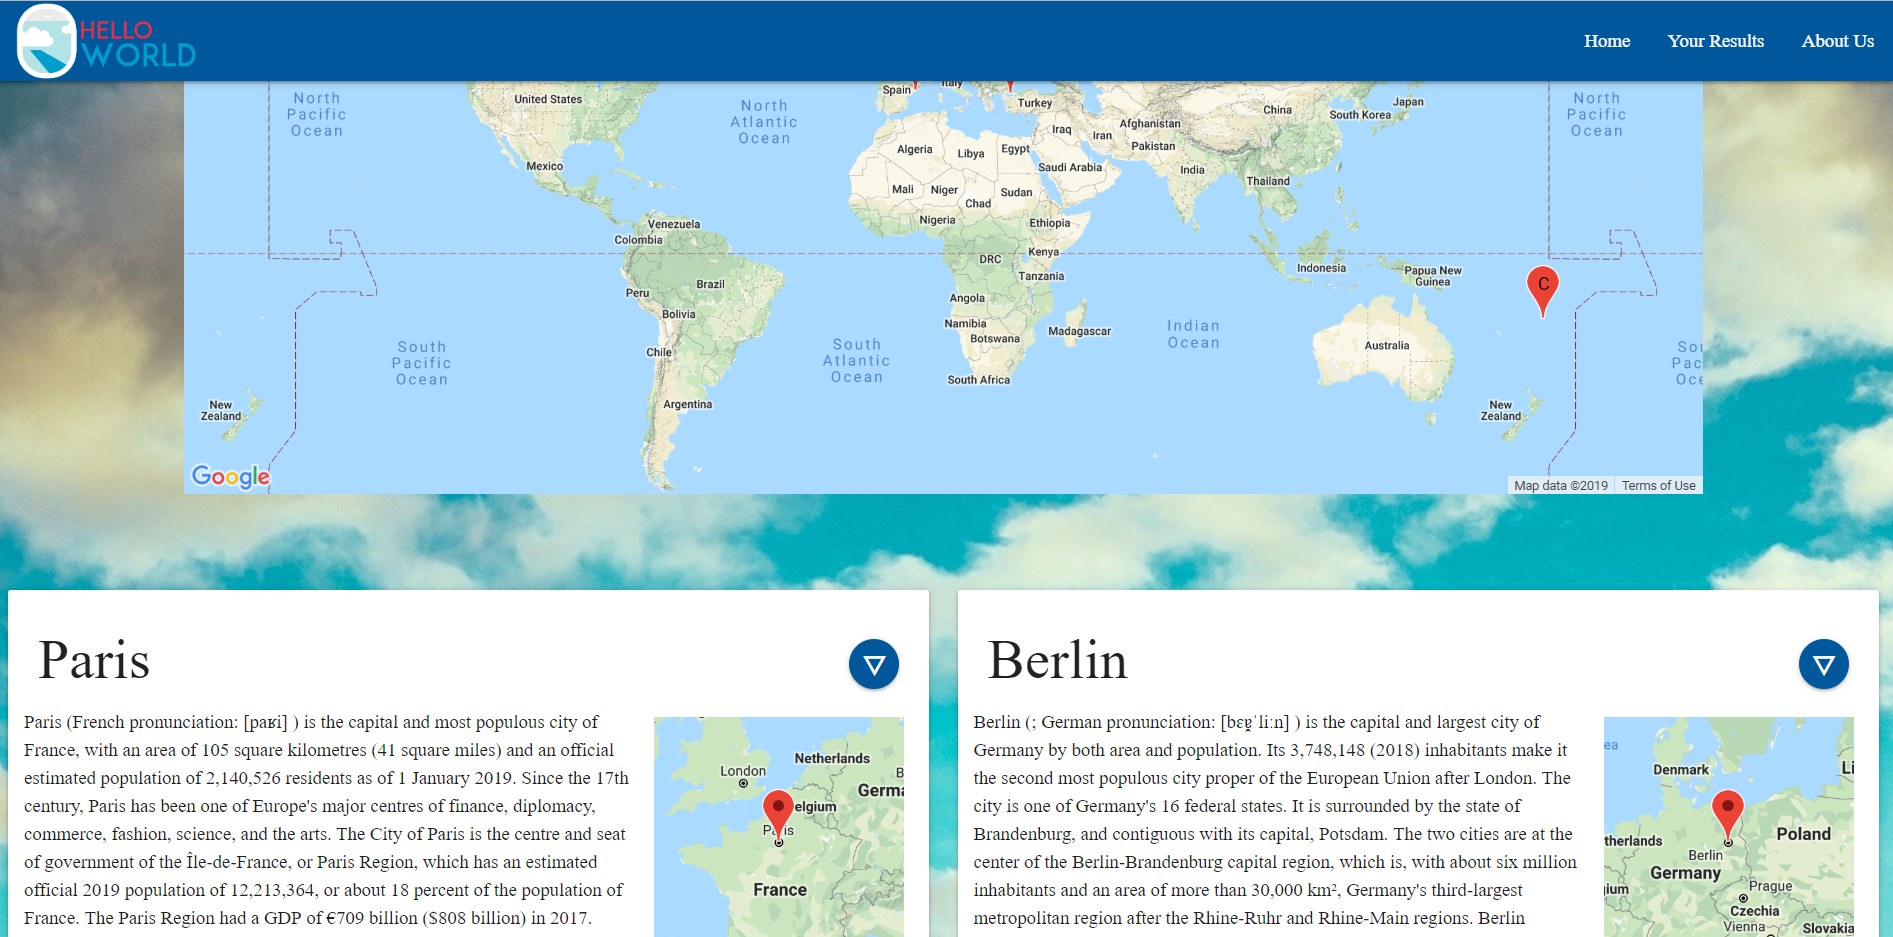 HELLO
WORLD
Home
Your Results
About Us
North
Pacific
Ocean
United States
North
Atlantic
Ocean
Spain
Italy
Turkey
China
Japan
South Korea
North
Pacific
Ocean
Mexico
Algeria
Libya
Egypt
Iraq
Iran
Afghanistan
Pakistan
Saudi Arabia
India
Thailand
Mali
Niger
Chad
Sudan
Nigeria
Ethiopia
Venezuela
Colombia
DRC
Kenya
Tanzania
Indonesia
Papua New
Guinea
C
Peru
Brazil
Bolivia
Angola
Namibia
Botswana
Madagascar
Indian
Ocean
Australia
South
Pacific
Ocean
Chile
South
Atlantic
Ocean
South Africa
Argentina
New
Zealand
New
Zealand
Google
Map data ©2019
Terms of Use
Paris
Paris (French pronunciation: [paʁi] ) is the capital and most populous city of
France, with an area of 105 square kilometres (41 square miles) and an official
estimated population of 2,140,526 residents as of 1 January 2019. Since the 17th
century, Paris has been one of Europe's major centres of finance, diplomacy,
commerce, fashion, science, and the arts. The City of Paris is the centre and seat
of government of the Île-de-France, or Paris Region, which has an estimated
official 2019 population of 12,213,364, or about 18 percent of the population of
France. The Paris Region had a GDP of €709 billion ($808 billion) in 2017.
London
Netherlands
Germa
elgium
Paris
France
Berlin
Berlin (; German pronunciation: [bɛɐ̯ˈliːn] ) is the capital and largest city of
Germany by both area and population. Its 3,748,148 (2018) inhabitants make it
the second most populous city proper of the European Union after London. The
city is one of Germany's 16 federal states. It is surrounded by the state of
Brandenburg, and contiguous with its capital, Potsdam. The two cities are at the
center of the Berlin-Brandenburg capital region, which is, with about six million
inhabitants and an area of more than 30,000 km², Germany's third-largest
metropolitan region after the Rhine-Ruhr and Rhine-Main regions. Berlin
ea
Denmark
Li
therlands
Poland
Berlin
Germany
ium
Prague
Czechia
Vienna
Slovakia